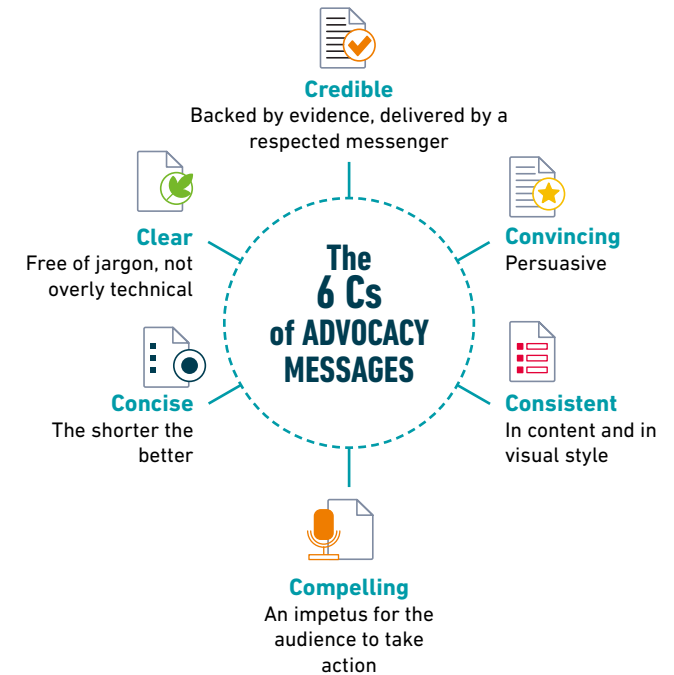 Credible
Backed by evidence, delivered by a
respected messenger
Clear
Free of jargon, not
overly technical
Convincing
Persuasive
The
6 Cs
of ADVOCACY
MESSAGES
Concise
The shorter the
better
Consistent
In content and in
visual style
Compelling
An impetus for the
audience to take
action